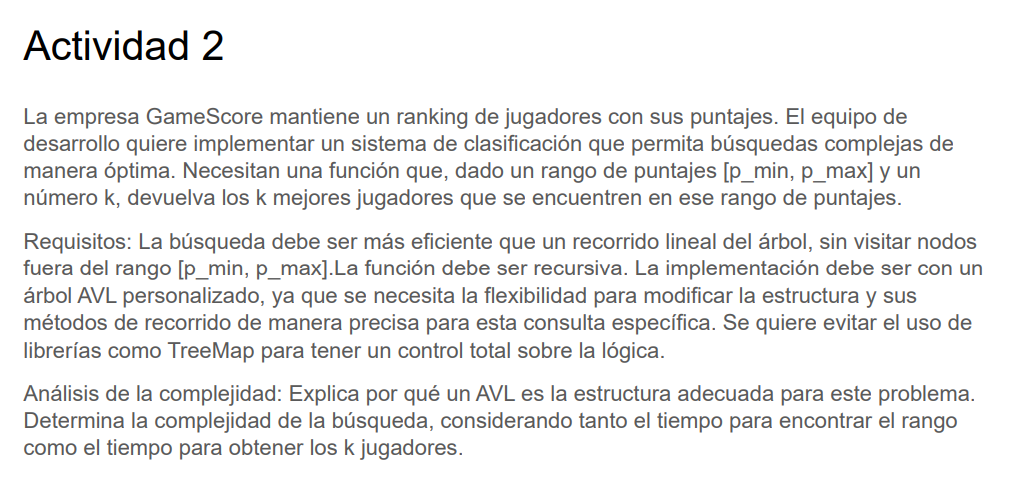 Actividad 2
La empresa GameScore mantiene un ranking de jugadores con sus puntajes. El equipo de
desarrollo quiere implementar un sistema de clasificación que permita búsquedas complejas de
manera óptima. Necesitan una función que, dado un rango de puntajes [p_min, p_max] y un
número k, devuelva los k mejores jugadores que se encuentren en ese rango de puntajes.
Requisitos: La búsqueda debe ser más eficiente que un recorrido lineal del árbol, sin visitar nodos
fuera del rango [p_min, p_max].La función debe ser recursiva. La implementación debe ser con un
árbol AVL personalizado, ya que se necesita la flexibilidad para modificar la estructura y sus
métodos de recorrido de manera precisa para esta consulta específica. Se quiere evitar el uso de
librerías como TreeMap para tener un control total sobre la lógica.
Análisis de la complejidad: Explica por qué un AVL es la estructura adecuada para este problema.
Determina la complejidad de la búsqueda, considerando tanto el tiempo para encontrar el rango
como el tiempo para obtener los k jugadores.